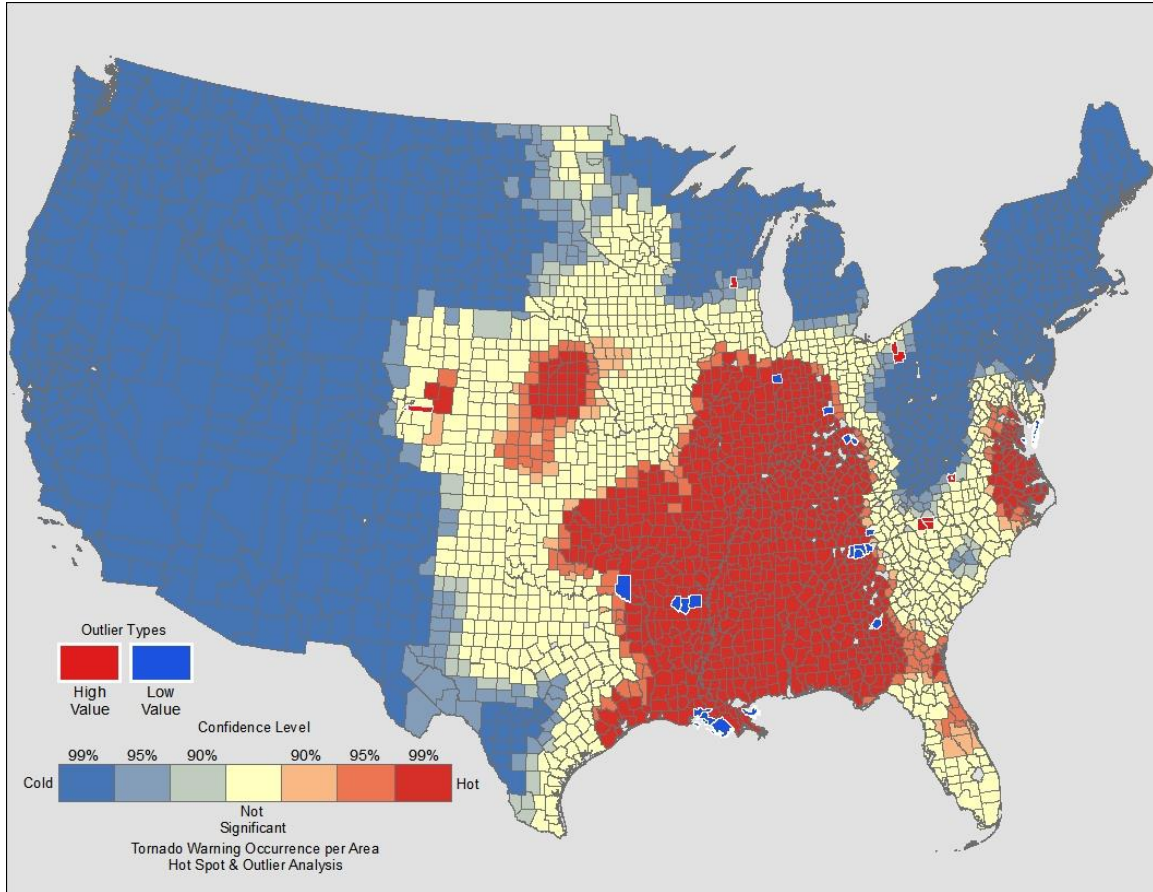 Outlier Types
High Value
Low Value
Confidence Level
99% 95% 90% 90% 95% 99%
Cold
Hot
Not Significant
Tornado Warning Occurrence per Area
Hot Spot & Outlier Analysis